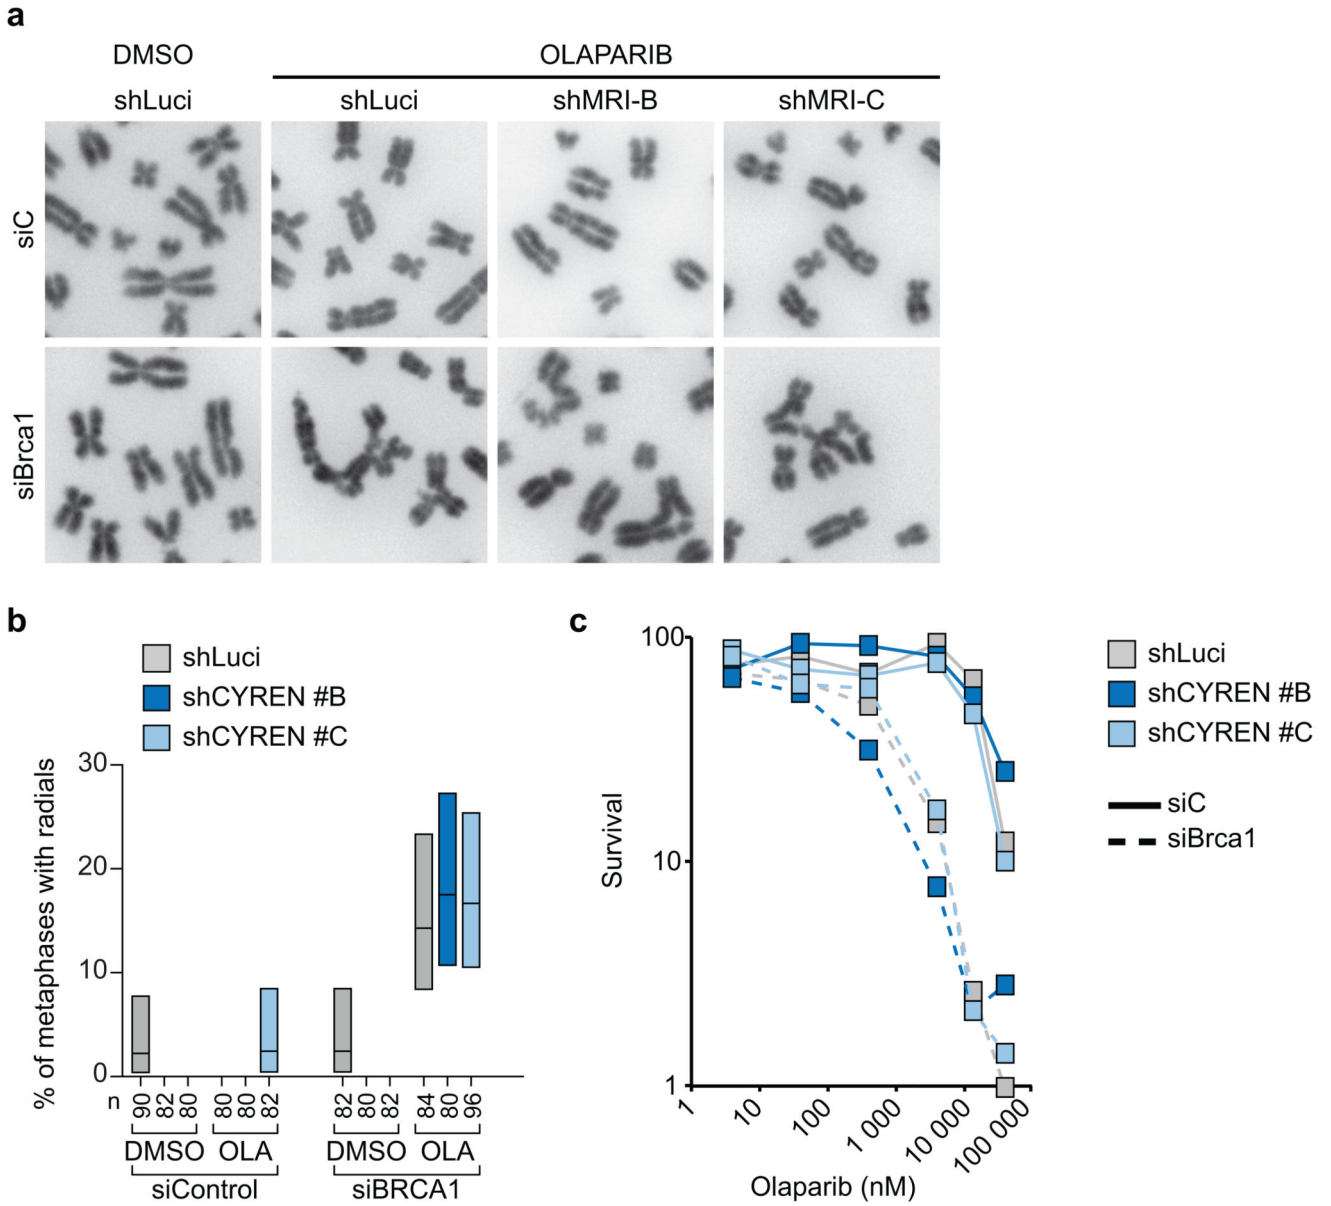 a
DMSO
OLAPARIB
shLuci
shLuci
shMRI-B
shMRI-C
siC
siBrca1
b
shLuci
shCYREN #B
shCYREN #C
% of metaphases with radials
30
20
10
0
n 90 82 80 80 80 82 82 80 82 84 80 96
DMSO OLA DMSO OLA
siControl siBRCA1
c
Survival
100
10
1
1 10 100 1 000 10 000 100 000
Olaparib (nM)
shLuci
shCYREN #B
shCYREN #C
siC
siBrca1